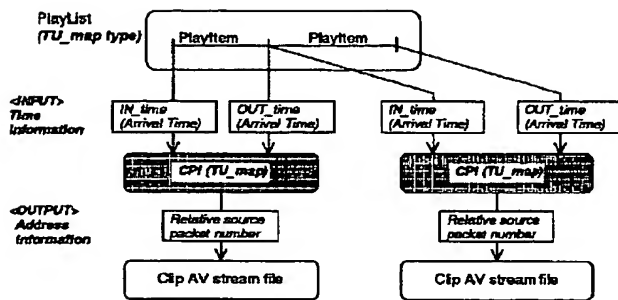 PlayList
(TU_map type)
PlayItem
PlayItem
<INPUT>
Time
Information
IN_time
(Arrival Time)
OUT_time
(Arrival Time)
IN_time
(Arrival Time)
OUT_time
(Arrival Time)
CPI (TU_map)
CPI (TU_map)
<OUTPUT>
Address
Information
Relative source
packet number
Relative source
packet number
Clip AV stream file
Clip AV stream file